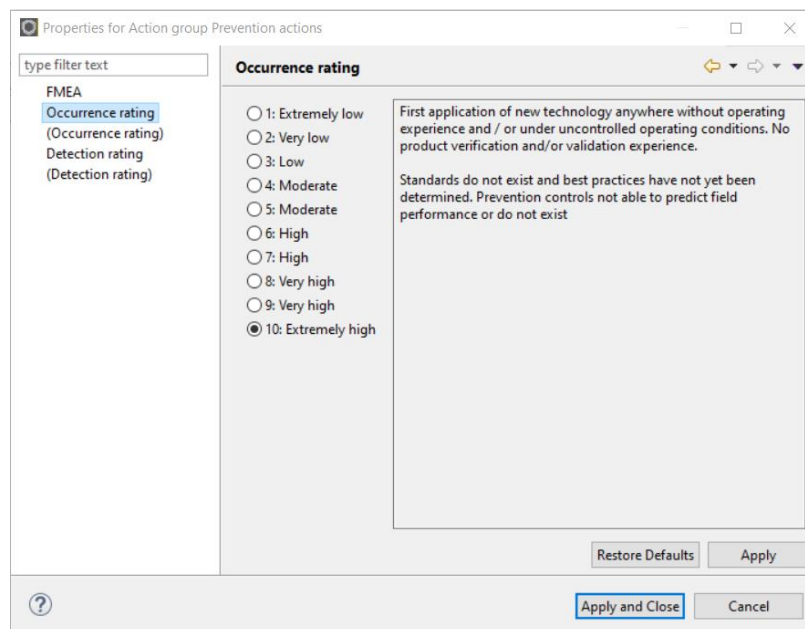 Properties for Action group Prevention actions
type filter text
FMEA
Occurrence rating
(Occurrence rating)
Detection rating
(Detection rating)
Occurrence rating
1: Extremely low
2: Very low
3: Low
4: Moderate
5: Moderate
6: High
7: High
8: Very high
9: Very high
10: Extremely high
First application of new technology anywhere without operating
experience and / or under uncontrolled operating conditions. No
product verification and/or validation experience.
Standards do not exist and best practices have not yet been
determined. Prevention controls not able to predict field
performance or do not exist
Restore Defaults
Apply
?
Apply and Close
Cancel